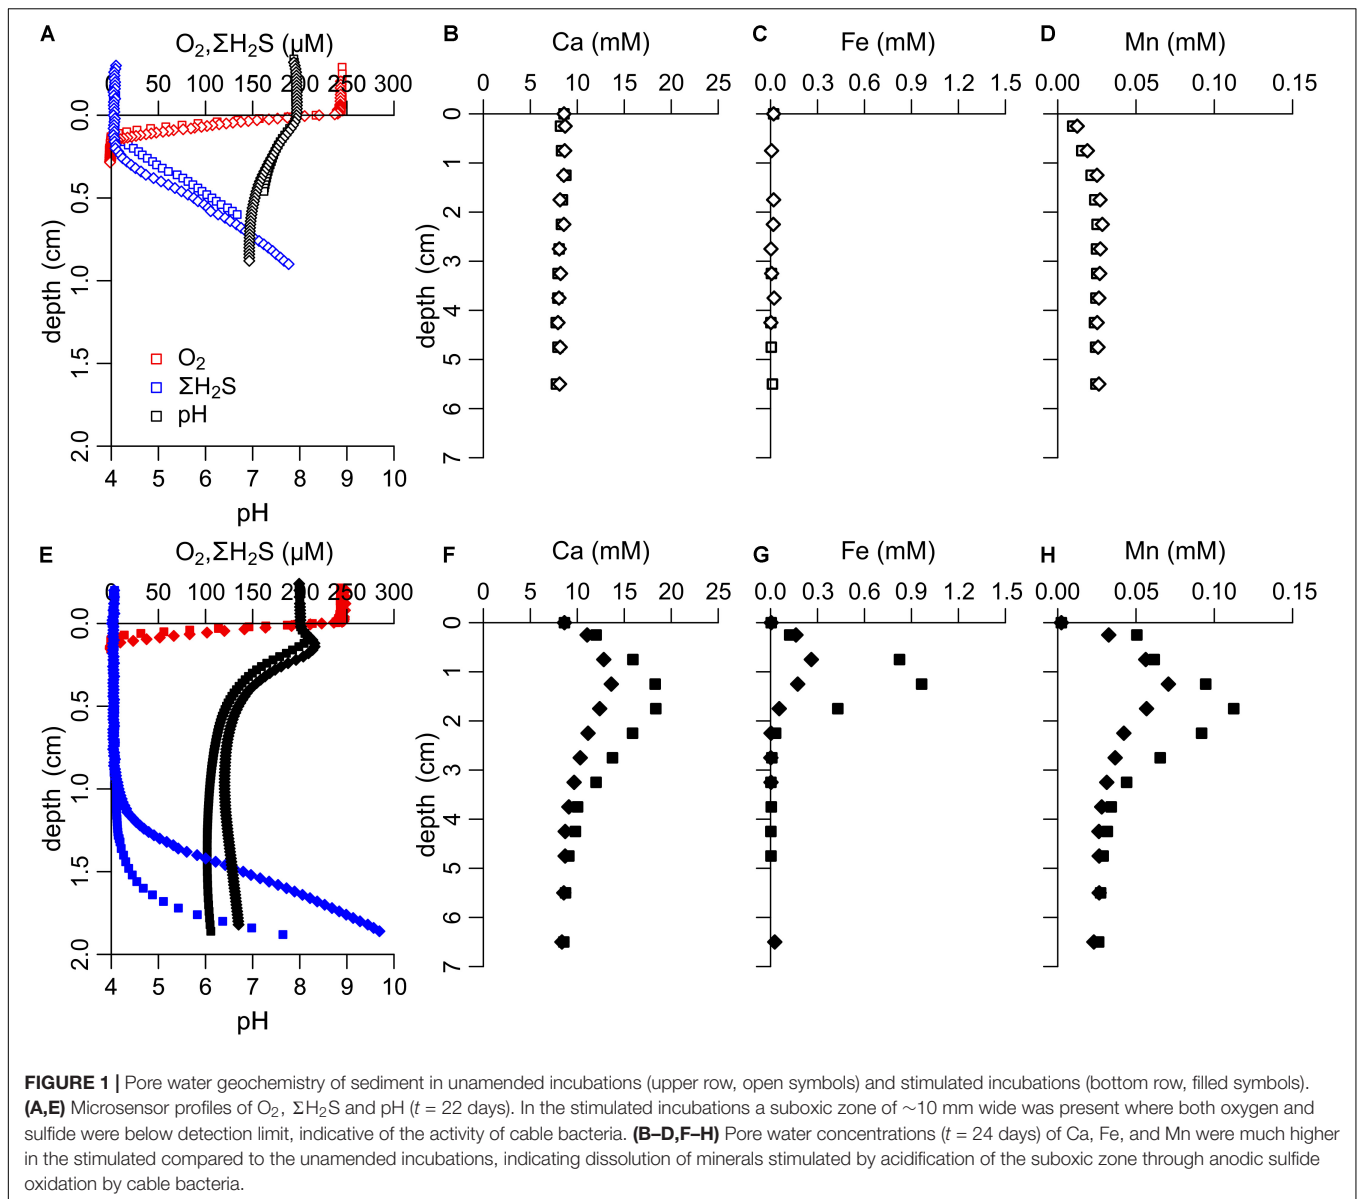 A
O₂,ΣH₂S (µM)
0 50 100 150 200 250 300
0.0
0.5
1.0
1.5
2.0
depth (cm)
O₂
ΣH₂S
pH
4 5 6 7 8 9 10
pH
B
Ca (mM)
0 5 10 15 20 25
0
1
2
3
4
5
6
7
depth (cm)
C
Fe (mM)
0.0 0.3 0.6 0.9 1.2 1.5
D
Mn (mM)
0.00 0.05 0.10 0.15
E
O₂,ΣH₂S (µM)
0 50 100 150 200 250 300
0.0
0.5
1.0
1.5
2.0
depth (cm)
4 5 6 7 8 9 10
pH
F
Ca (mM)
0 5 10 15 20 25
0
1
2
3
4
5
6
7
depth (cm)
G
Fe (mM)
0.0 0.3 0.6 0.9 1.2 1.5
H
Mn (mM)
0.00 0.05 0.10 0.15
FIGURE 1 | Pore water geochemistry of sediment in unamended incubations (upper row, open symbols) and stimulated incubations (bottom row, filled symbols).
(A,E) Microsensor profiles of O₂, ΣH₂S and pH (t = 22 days). In the stimulated incubations a suboxic zone of ∼10 mm wide was present where both oxygen and
sulfide were below detection limit, indicative of the activity of cable bacteria. (B–D,F–H) Pore water concentrations (t = 24 days) of Ca, Fe, and Mn were much higher
in the stimulated compared to the unamended incubations, indicating dissolution of minerals stimulated by acidification of the suboxic zone through anodic sulfide
oxidation by cable bacteria.